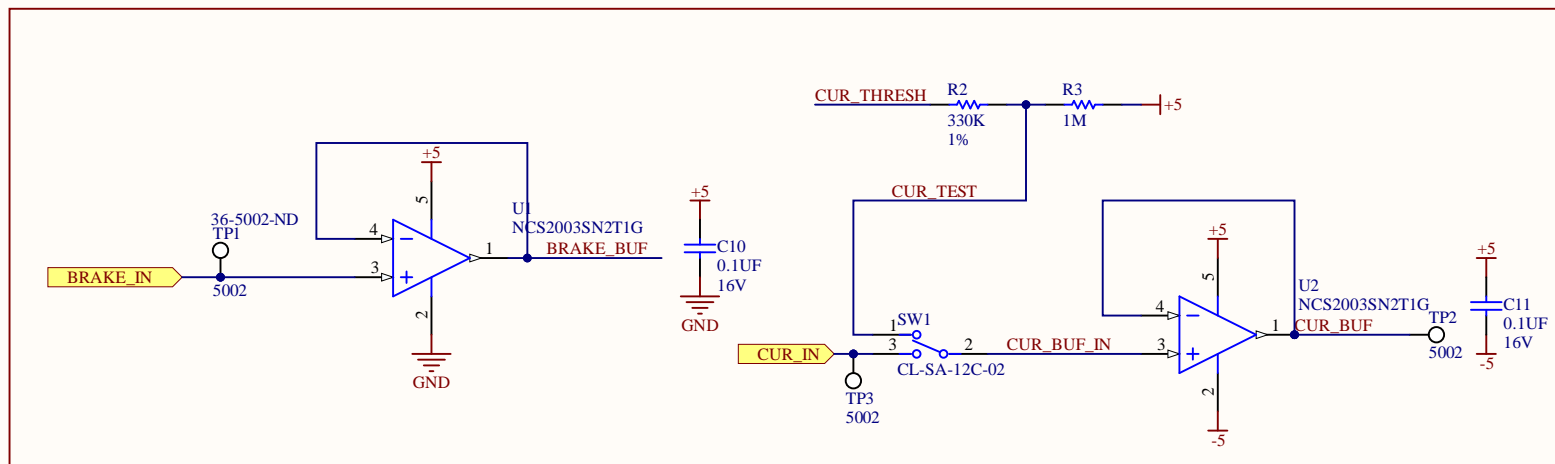 CUR_THRESH
R2
330K
1%
R3
1M
+5
CUR_TEST
36-5002-ND
TP1
BRAKE_IN
5002
+5
5
4
3
2
1
U1
NCS2003SN2T1G
BRAKE_BUF
GND
+5
C10
0.1UF
16V
GND
CUR_IN
TP3
5002
1
3
2
SW1
CL-SA-12C-02
CUR_BUF_IN
+5
5
4
3
2
1
-5
U2
NCS2003SN2T1G
CUR_BUF
TP2
5002
+5
C11
0.1UF
16V
-5